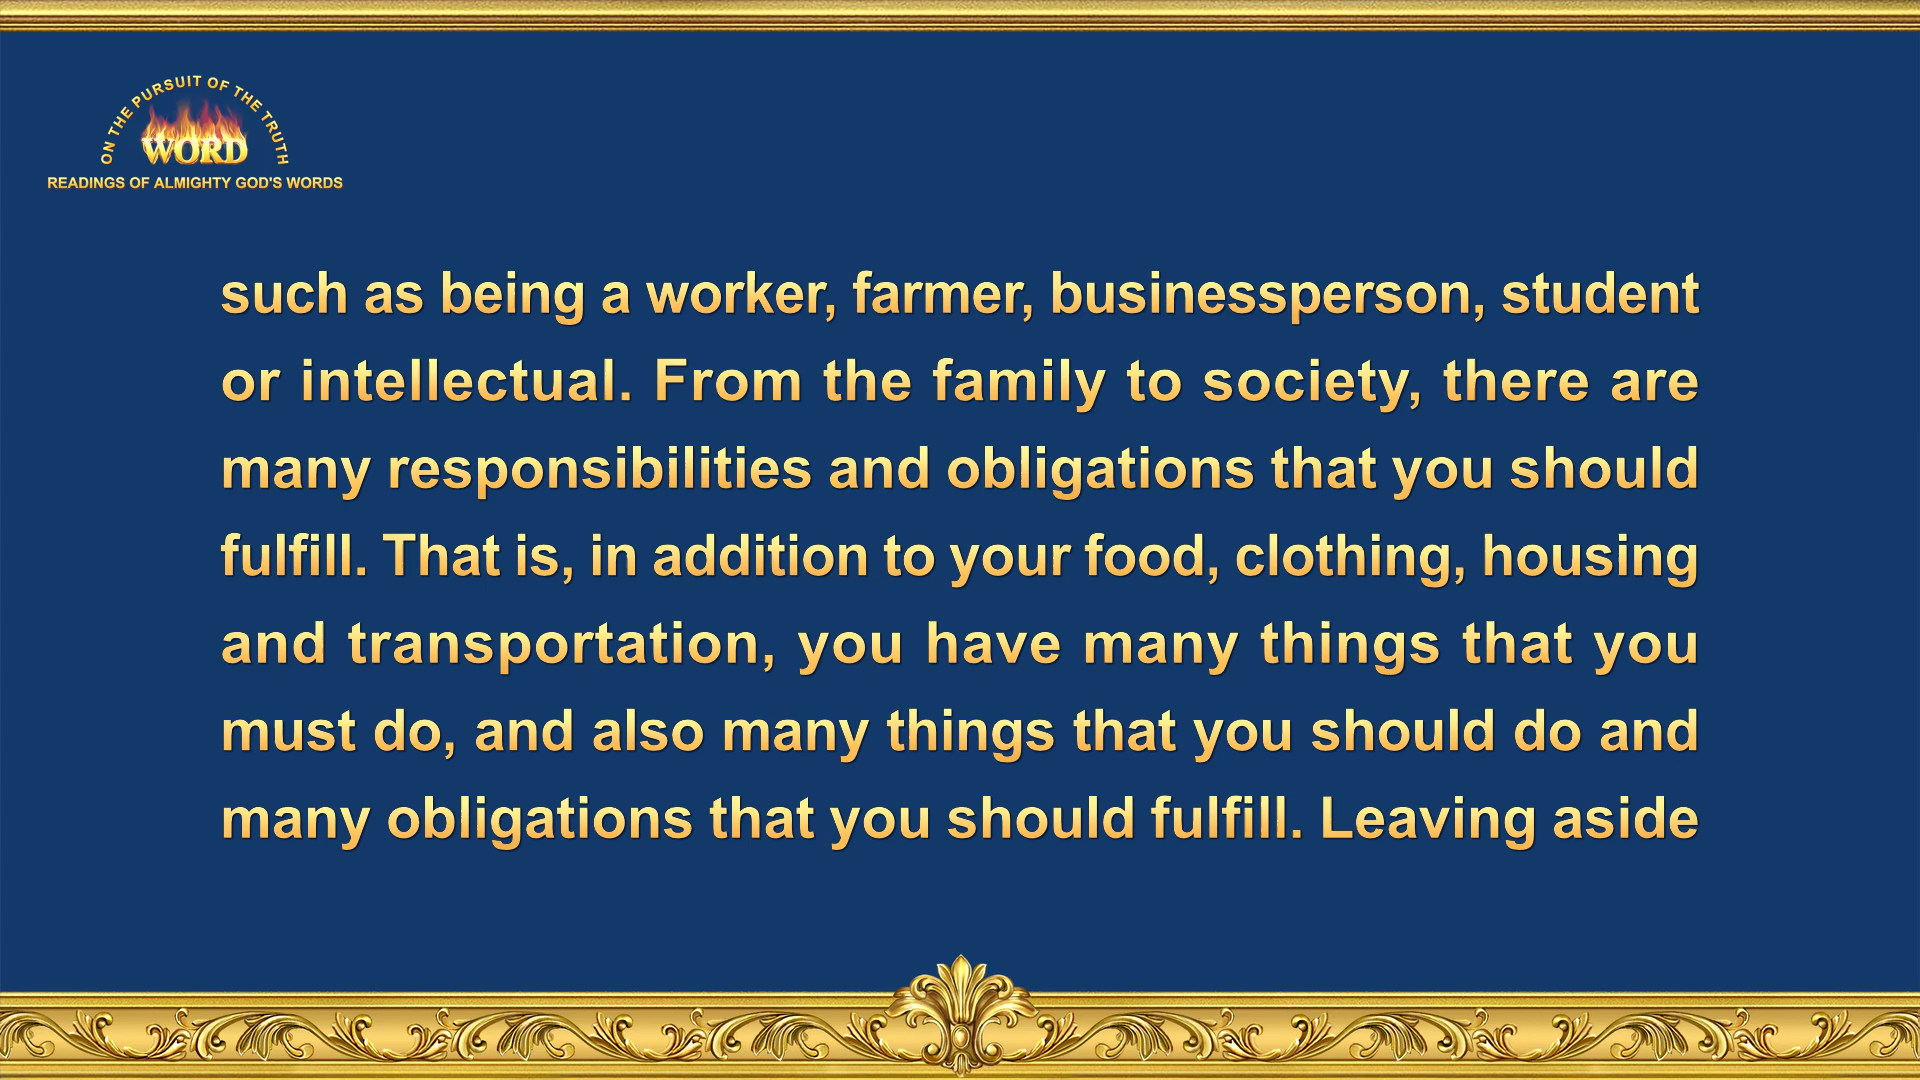 ON THE PURSUIT OF THE TRUTH
WORD
READINGS OF ALMIGHTY GOD'S WORDS
such as being a worker, farmer, businessperson, student
or intellectual. From the family to society, there are
many responsibilities and obligations that you should
fulfill. That is, in addition to your food, clothing, housing
and transportation, you have many things that you
must do, and also many things that you should do and
many obligations that you should fulfill. Leaving aside